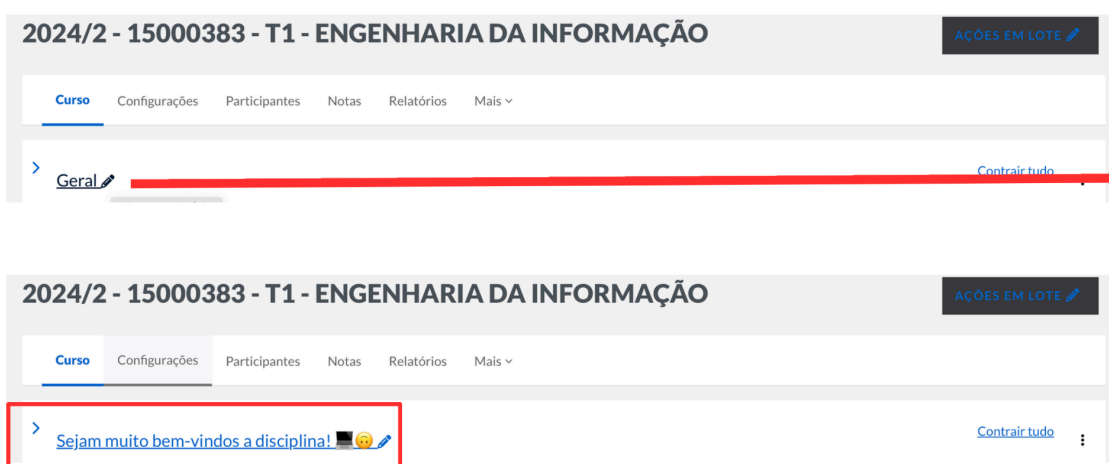 2024/2 - 15000383 - T1 - ENGENHARIA DA INFORMAÇÃO
AÇÕES EM LOTE
Curso Configurações Participantes Notas Relatórios Mais
Geral
Contrair tudo
2024/2 - 15000383 - T1 - ENGENHARIA DA INFORMAÇÃO
AÇÕES EM LOTE
Curso Configurações Participantes Notas Relatórios Mais
Sejam muito bem-vindos a disciplina! 💻🙃
Contrair tudo